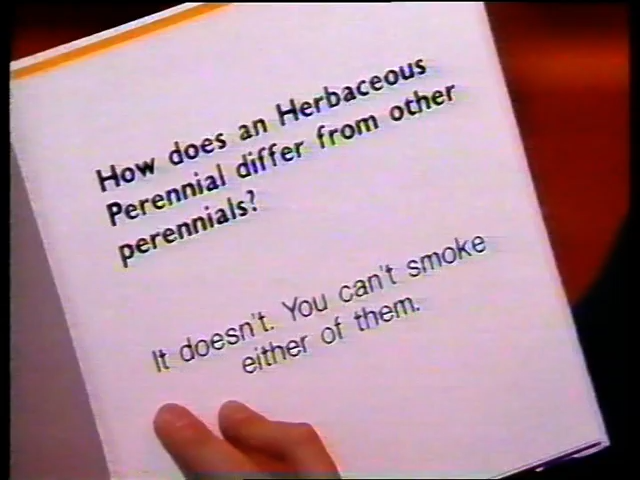 How does an Herbaceous
Perennial differ from other
perennials?
It doesn't. You can't smoke
either of them.